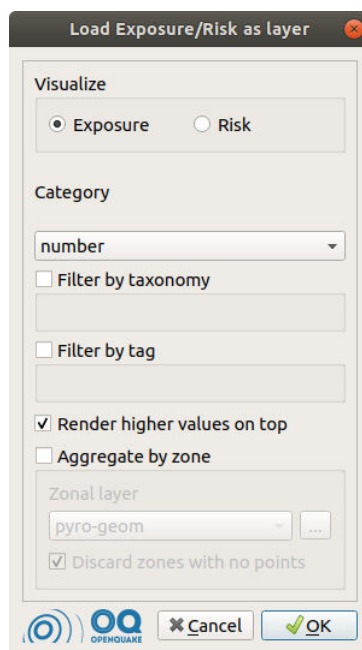 Load Exposure/Risk as layer
Visualize
Exposure Risk
Category
number
Filter by taxonomy
Filter by tag
Render higher values on top
Aggregate by zone
Zonal layer
pyro-geom ...
Discard zones with no points
OQ
OPENQUAKE
Cancel OK